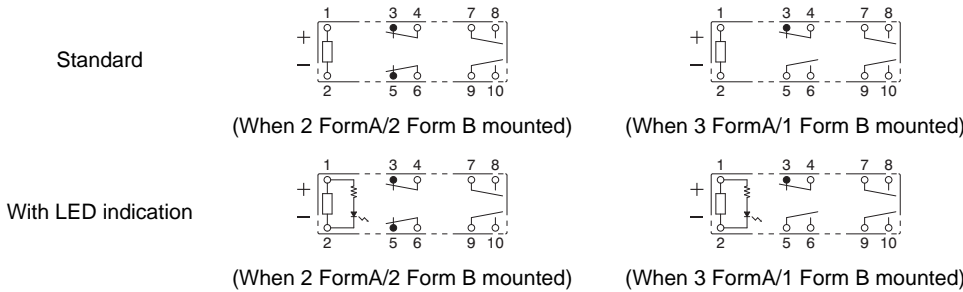 1 3 4 7 8 1 3 4 7 8
+ +
Standard
− −
2 5 6 9 10 2 5 6 9 10
(When 2 FormA/2 Form B mounted) (When 3 FormA/1 Form B mounted)
1 3 4 7 8 1 3 4 7 8
+ +
With LED indication
− −
2 5 6 9 10 2 5 6 9 10
(When 2 FormA/2 Form B mounted) (When 3 FormA/1 Form B mounted)